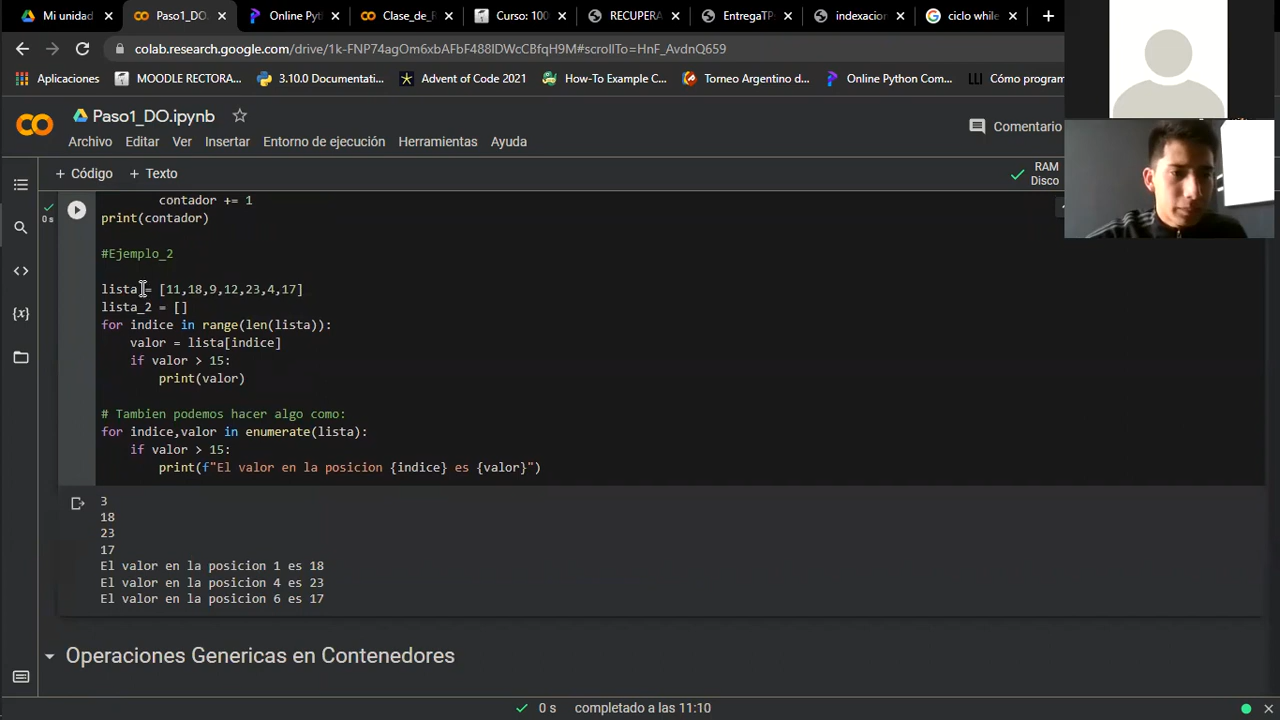 Mi unidad
Paso1_DO.
Online Pyt
Clase_de_F
Curso: 100
RECUPERA
EntregaTP
indexacior
ciclo while
colab.research.google.com/drive/1k-FNP74agOm6xbAFbF488IDWcCBfqH9M#scrollTo=HnF_AvdnQ659
Aplicaciones
MOODLE RECTORA...
3.10.0 Documentati...
Advent of Code 2021
How-To Example C...
Torneo Argentino d...
Online Python Com...
Cómo program
Paso1_DO.ipynb
Comentario
Archivo Editar Ver Insertar Entorno de ejecución Herramientas Ayuda
+ Código + Texto
RAM
Disco
0 s
contador += 1
print(contador)
#Ejemplo_2
lista = [11,18,9,12,23,4,17]
lista_2 = []
for indice in range(len(lista)):
valor = lista[indice]
if valor > 15:
print(valor)
# Tambien podemos hacer algo como:
for indice,valor in enumerate(lista):
if valor > 15:
print(f"El valor en la posicion {indice} es {valor}")
3
18
23
17
El valor en la posicion 1 es 18
El valor en la posicion 4 es 23
El valor en la posicion 6 es 17
Operaciones Genericas en Contenedores
0 s completado a las 11:10